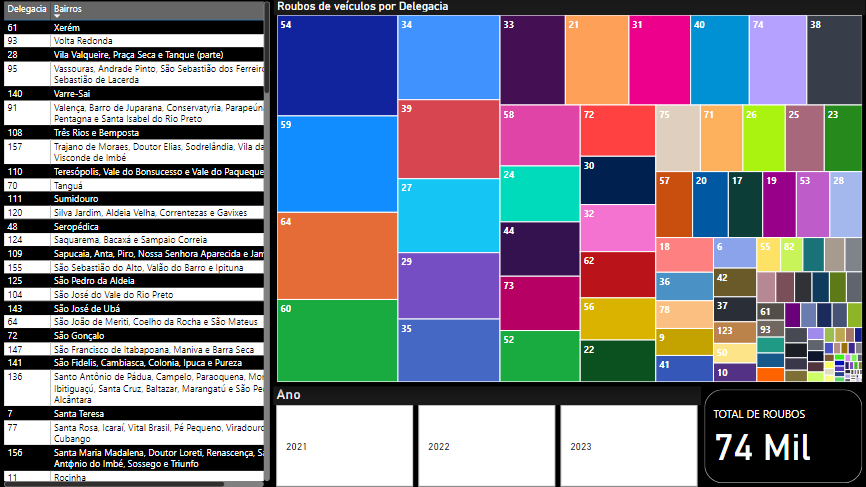 Delegacia Bairros
61 Xerém
93 Volta Redonda
28 Vila Valqueire, Praça Seca e Tanque (parte)
95 Vassouras, Andrade Pinto, São Sebastião dos Ferreiro
Sebastião de Lacerda
140 Varre-Sai
91 Valença, Barro de Juparana, Conservatyria, Parapeún
Pentagna e Santa Isabel do Rio Preto
108 Três Rios e Bemposta
157 Trajano de Moraes, Doutor Elias, Sodrelândia, Vila da
Visconde de Imbé
110 Teresópolis, Vale do Bonsucesso e Vale do Paqueque
70 Tanguá
111 Sumidouro
120 Silva Jardim, Aldeia Velha, Correntezas e Gavixes
48 Seropédica
124 Saquarema, Bacaxá e Sampaio Correia
109 Sapucaia, Anta, Piro, Nossa Senhora Aparecida e Jam
155 São Sebastião do Alto, Valão do Barro e Ipituna
125 São Pedro da Aldeia
104 São José do Vale do Rio Preto
143 São José de Ubá
64 São João de Meriti, Coelho da Rocha e São Mateus
72 São Gonçalo
147 São Francisco de Itabapoana, Maniva e Barra Seca
141 São Fidelis, Cambiasca, Colonia, Ipuca e Pureza
136 Santo Antônio de Pádua, Campelo, Paraoquena, Mon
Ibitiguaçú, Santa Cruz, Baltazar, Marangatú e São Pe
Alcântara
7 Santa Teresa
77 Santa Rosa, Icaraí, Vital Brasil, Pé Pequeno, Viradouro
Cubango
156 Santa Maria Madalena, Doutor Loreti, Renascença, Sa
Antônio do Imbé, Sossego e Triunfo
11 Rocinha
Roubos de veículos por Delegacia
54
59
64
60
34
39
27
29
35
33
21
31
40
74
38
58
24
44
73
52
72
30
32
62
56
22
75
71
26
25
23
57
20
17
19
53
28
18
36
78
9
41
6
42
37
123
50
10
55
82
61
93
Ano
2021
2022
2023
TOTAL DE ROUBOS
74 Mil